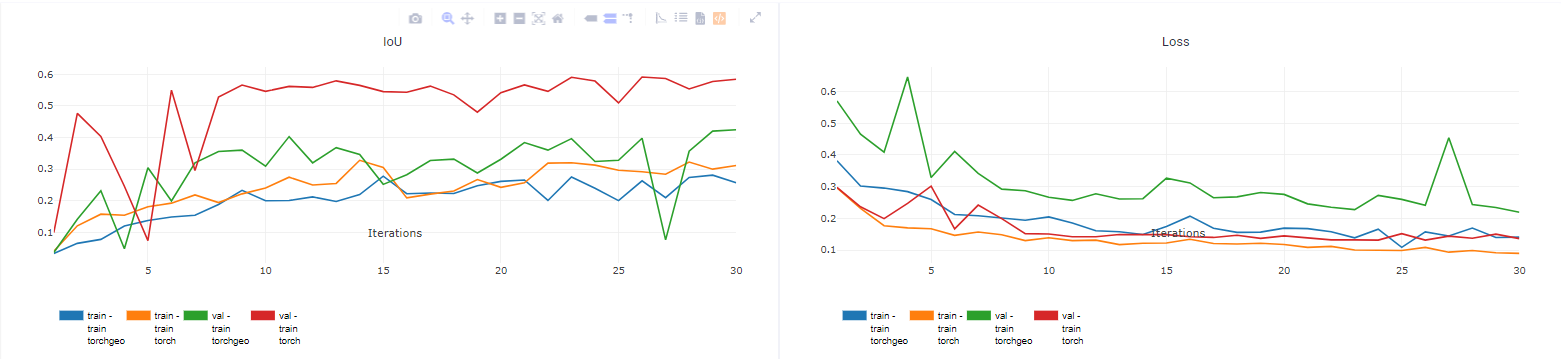 IoU
0.6
0.5
0.4
0.3
0.2
0.1
Iterations
5
10
15
20
25
30
train -
train
torchgeo
train -
train
torch
val -
train
torchgeo
val -
train
torch
Loss
0.6
0.5
0.4
0.3
0.2
0.1
Iterations
5
10
15
20
25
30
train -
train
torchgeo
train -
train
torch
val -
train
torchgeo
val -
train
torch